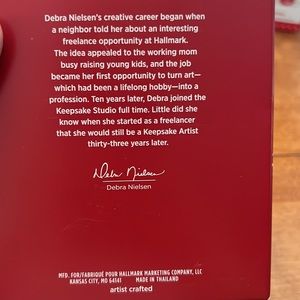 Debra Nielsen's creative career began when
a neighbor told her about an interesting
freelance opportunity at Hallmark.
The idea appealed to the working mom
busy raising young kids, and the job
became her first opportunity to turn art—
which had been a lifelong hobby—into a
profession. Ten years later, Debra joined the
Keepsake Studio full time. Little did she
know when she started as a freelancer
that she would still be a Keepsake Artist
thirty-three years later.
Debra Nielsen
Debra Nielsen
MFD. FOR/FABRIQUÉ POUR HALLMARK MARKETING COMPANY, LLC
KANSAS CITY, MO 64141 MADE IN THAILAND
artist crafted